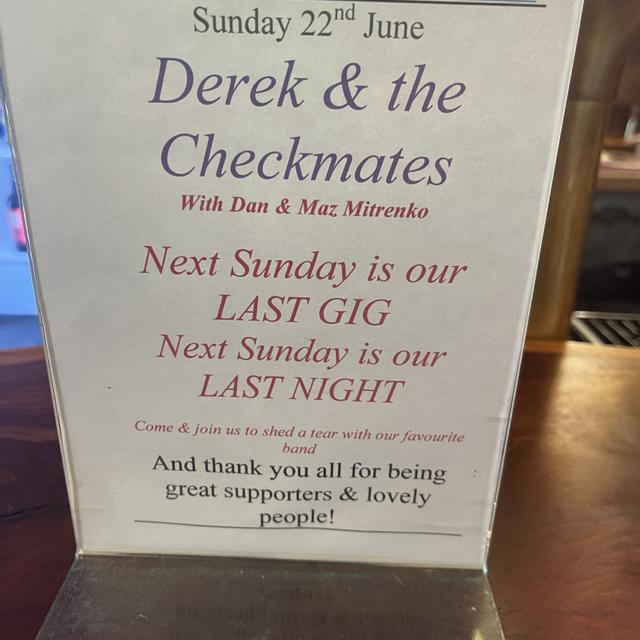 Sunday 22nd June
Derek & the
Checkmates
With Dan & Maz Mitrenko
Next Sunday is our
LAST GIG
Next Sunday is our
LAST NIGHT
Come & join us to shed a tear with our favourite
band
And thank you all for being
great supporters & lovely
people!